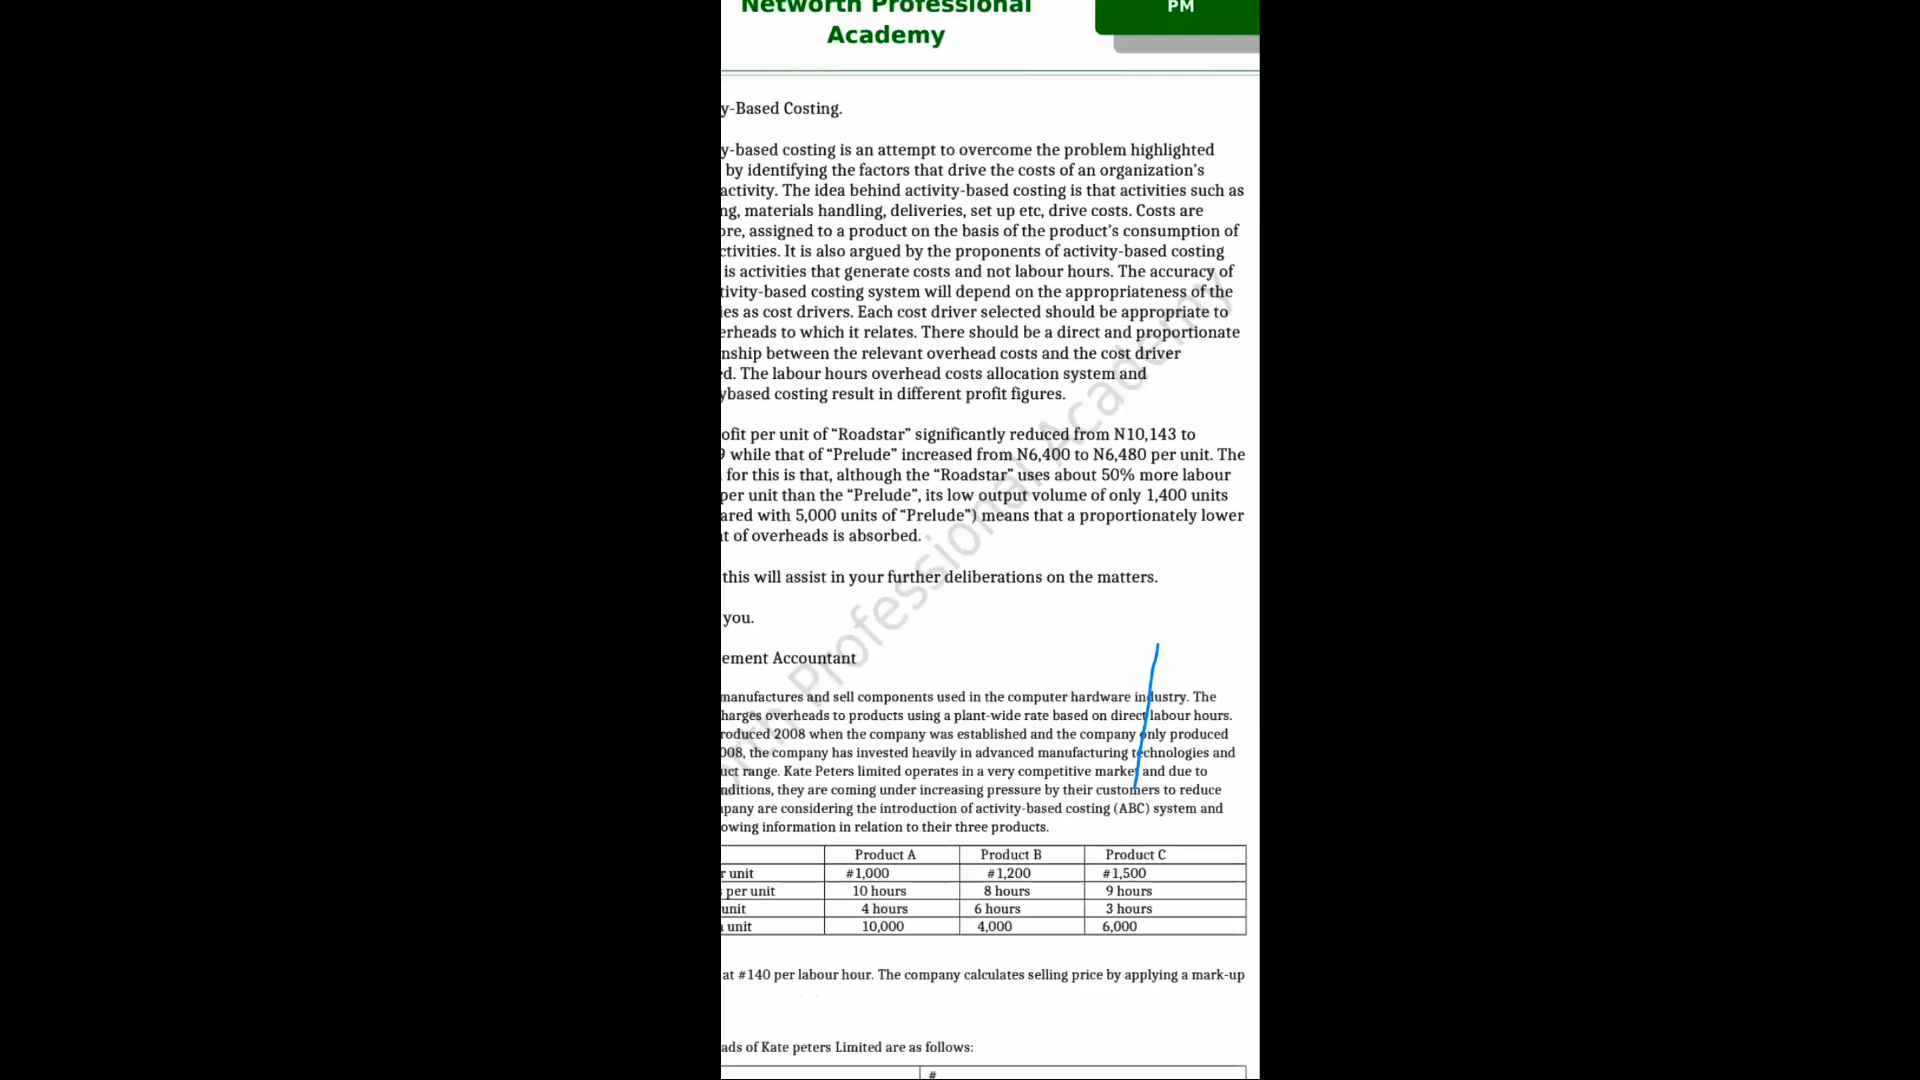 Networth Professional
Academy
PM
y-Based Costing.
y-based costing is an attempt to overcome the problem highlighted
by identifying the factors that drive the costs of an organization's
activity. The idea behind activity-based costing is that activities such as
ng, materials handling, deliveries, set up etc, drive costs. Costs are
ore, assigned to a product on the basis of the product's consumption of
ctivities. It is also argued by the proponents of activity-based costing
is activities that generate costs and not labour hours. The accuracy of
tivity-based costing system will depend on the appropriateness of the
ies as cost drivers. Each cost driver selected should be appropriate to
erheads to which it relates. There should be a direct and proportionate
nship between the relevant overhead costs and the cost driver
d. The labour hours overhead costs allocation system and
ybased costing result in different profit figures.
ofit per unit of “Roadstar” significantly reduced from N10,143 to
9 while that of “Prelude” increased from N6,400 to N6,480 per unit. The
for this is that, although the “Roadstar” uses about 50% more labour
per unit than the “Prelude”, its low output volume of only 1,400 units
ared with 5,000 units of “Prelude”) means that a proportionately lower
t of overheads is absorbed.
this will assist in your further deliberations on the matters.
you.
ement Accountant
manufactures and sell components used in the computer hardware industry. The
harges overheads to products using a plant-wide rate based on direct labour hours.
roduced 2008 when the company was established and the company only produced
008, the company has invested heavily in advanced manufacturing technologies and
uct range. Kate Peters limited operates in a very competitive market and due to
nditions, they are coming under increasing pressure by their customers to reduce
pany are considering the introduction of activity-based costing (ABC) system and
owing information in relation to their three products.
Product A Product B Product C
r unit #1,000 #1,200 #1,500
per unit 10 hours 8 hours 9 hours
unit 4 hours 6 hours 3 hours
unit 10,000 4,000 6,000
at #140 per labour hour. The company calculates selling price by applying a mark-up
ads of Kate peters Limited are as follows:
#
orth Professional Academy